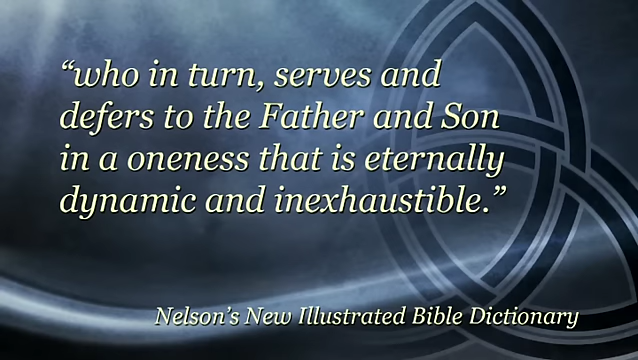 “who in turn, serves and
defers to the Father and Son
in a oneness that is eternally
dynamic and inexhaustible.”
Nelson’s New Illustrated Bible Dictionary